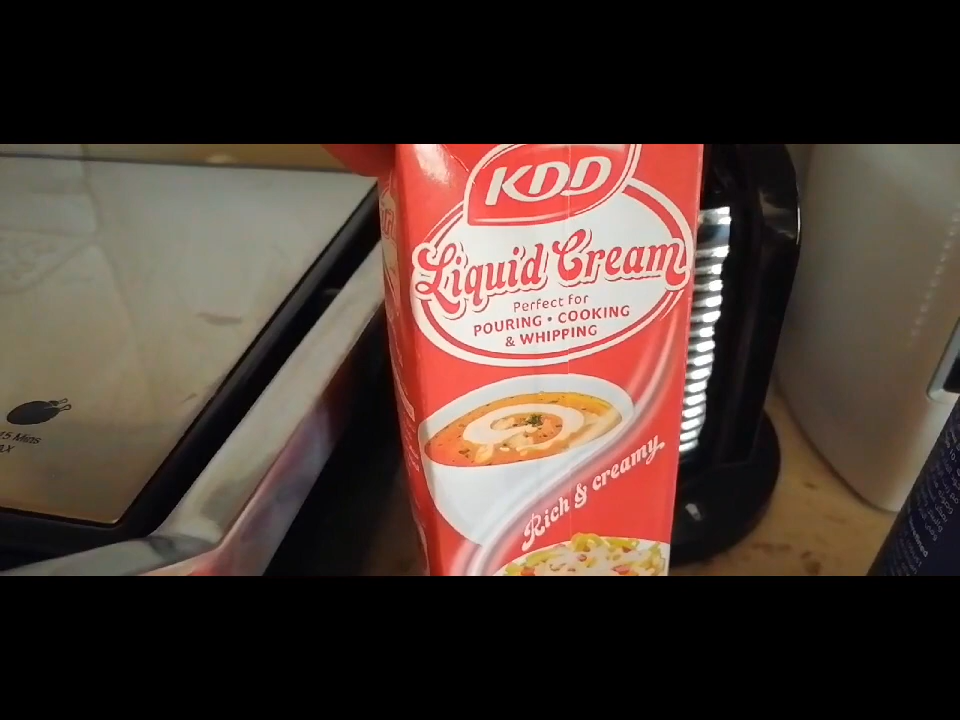 KDD
Liquid Cream
Perfect for
POURING • COOKING
& WHIPPING
Rich & creamy